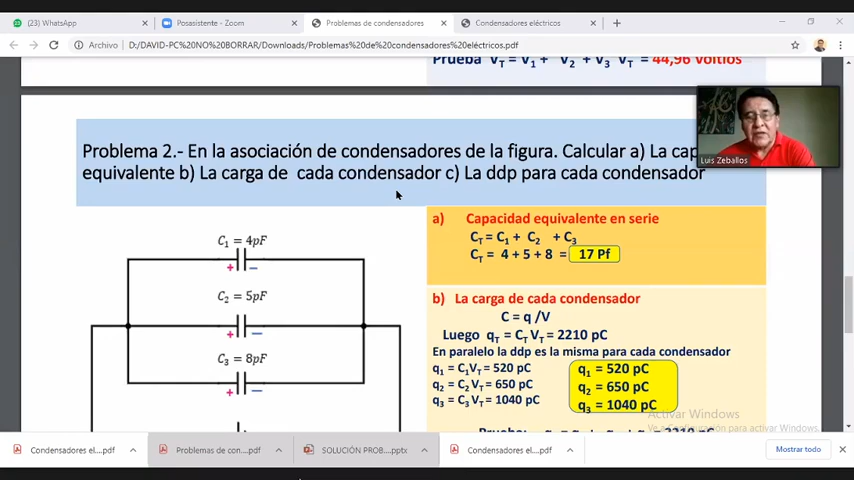 (23) WhatsApp
Posasistente - Zoom
Problemas de condensadores
Condensadores eléctricos
Archivo D:/DAVID-PC%20NO%20BORRAR/Downloads/Problemas%20de%20condensadores%20eléctricos.pdf
Prueba V_T = V_1 + V_2 + V_3 V_T = 44,96 Voltios
Luis Zeballos
Problema 2.- En la asociación de condensadores de la figura. Calcular a) La cap
equivalente b) La carga de cada condensador c) La ddp para cada condensador
C_1 = 4pF
+ −
C_2 = 5pF
+ −
C_3 = 8pF
+ −
a) Capacidad equivalente en serie
C_T = C_1 + C_2 + C_3
C_T = 4 + 5 + 8 = 17 Pf
b) La carga de cada condensador
C = q /V
Luego q_T = C_T V_T = 2210 pC
En paralelo la ddp es la misma para cada condensador
q_1 = C_1V_T = 520 pC
q_2 = C_2 V_T = 650 pC
q_3 = C_3 V_T = 1040 pC
q_1 = 520 pC
q_2 = 650 pC
q_3 = 1040 pC
Activar Windows
Ve a Configuración para activar Windows.
Condensadores el....pdf
Problemas de con....pdf
SOLUCIÓN PROB....pptx
Condensadores el....pdf
Mostrar todo